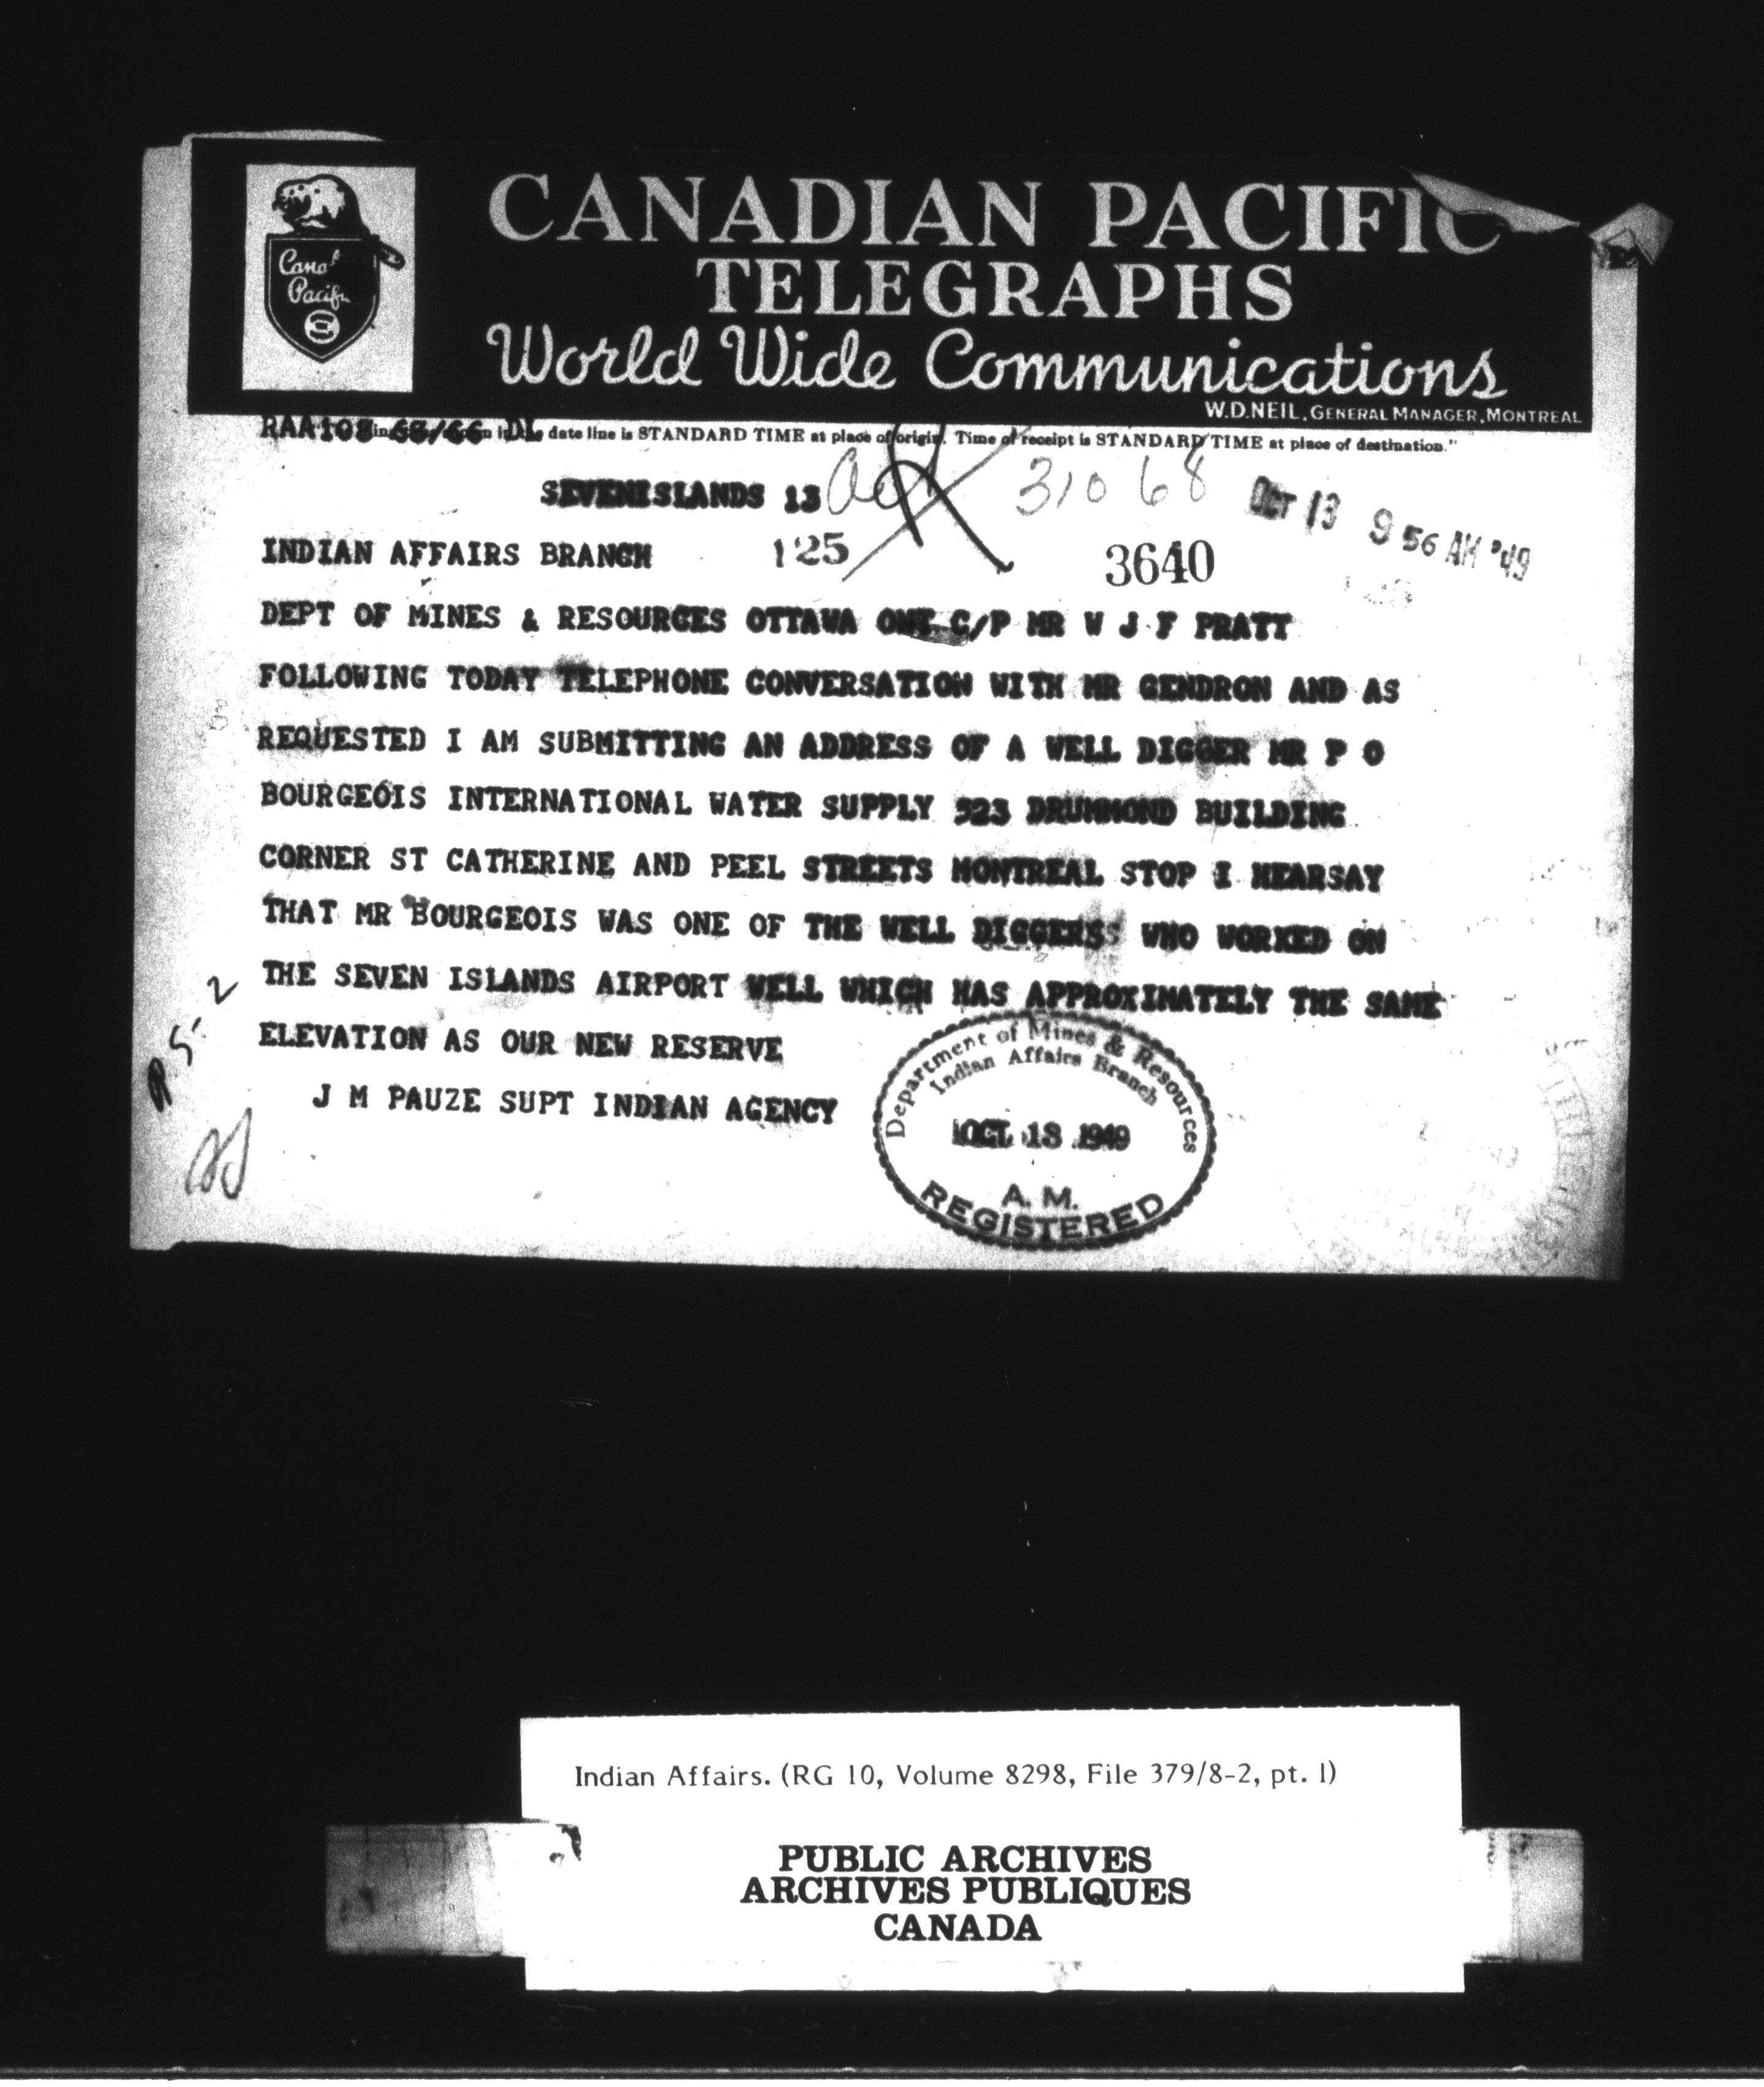 CANADIAN PACIFIC
TELEGRAPHS
World Wide Communications
W.D. NEIL, GENERAL MANAGER, MONTREAL
Pacific
RAA108 68/66 DL date line is STANDARD TIME at place of origin. Time of receipt is STANDARD TIME at place of destination."
SEVENISLANDS 13 31068 OCT 13 9 56 AM '49
INDIAN AFFAIRS BRANCH 125 3640
DEPT OF MINES & RESOURCES OTTAWA ONT C/P MR W J F PRATT
FOLLOWING TODAY TELEPHONE CONVERSATION WITH MR GENDRON AND AS
REQUESTED I AM SUBMITTING AN ADDRESS OF A WELL DIGGER MR P O
BOURGEOIS INTERNATIONAL WATER SUPPLY 523 DRUMMOND BUILDING
CORNER ST CATHERINE AND PEEL STREETS MONTREAL STOP I HEARSAY
THAT MR BOURGEOIS WAS ONE OF THE WELL DIGGERS WHO WORKED ON
THE SEVEN ISLANDS AIRPORT WELL WHICH HAS APPROXIMATELY THE SAME
ELEVATION AS OUR NEW RESERVE
J M PAUZE SUPT INDIAN AGENCY
Department of Mines & Resources
Indian Affairs Branch
OCT 13 1949
A. M.
REGISTERED
Indian Affairs. (RG 10, Volume 8298, File 379/8-2, pt. 1)
PUBLIC ARCHIVES
ARCHIVES PUBLIQUES
CANADA